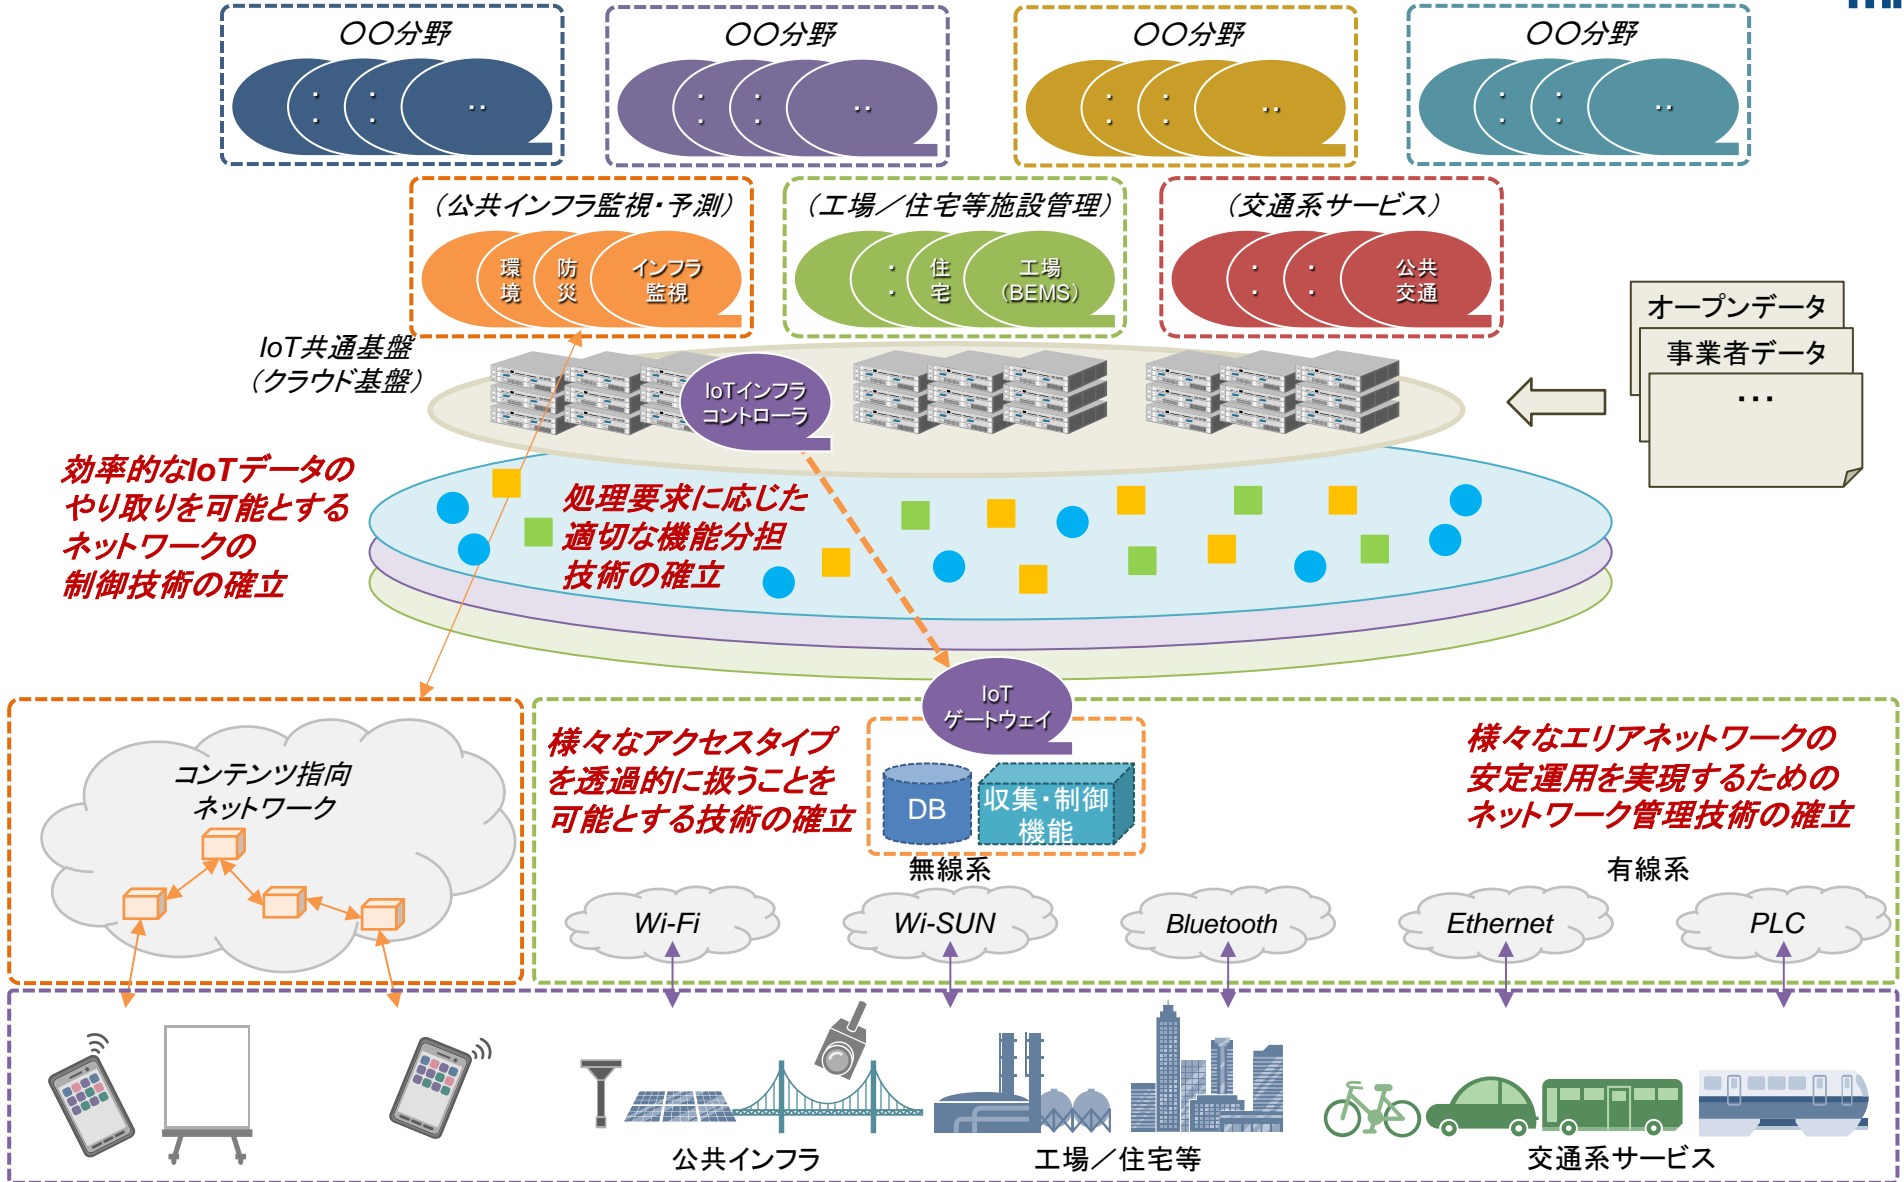 〇〇分野
〇〇分野
〇〇分野
〇〇分野
：
：
‥
：
：
‥
：
：
‥
：
：
‥
（公共インフラ監視・予測）
環境
防災
インフラ
監視
（工場／住宅等施設管理）
：
住宅
工場
（BEMS）
（交通系サービス）
：
：
公共
交通
オープンデータ
事業者データ
…
IoT共通基盤
（クラウド基盤）
IoTインフラ
コントローラ
効率的なIoTデータの
やり取りを可能とする
ネットワークの
制御技術の確立
処理要求に応じた
適切な機能分担
技術の確立
IoT
ゲートウェイ
コンテンツ指向
ネットワーク
様々なアクセスタイプ
を透過的に扱うことを
可能とする技術の確立
DB
収集・制御
機能
様々なエリアネットワークの
安定運用を実現するための
ネットワーク管理技術の確立
無線系
有線系
Wi-Fi
Wi-SUN
Bluetooth
Ethernet
PLC
公共インフラ
工場／住宅等
交通系サービス